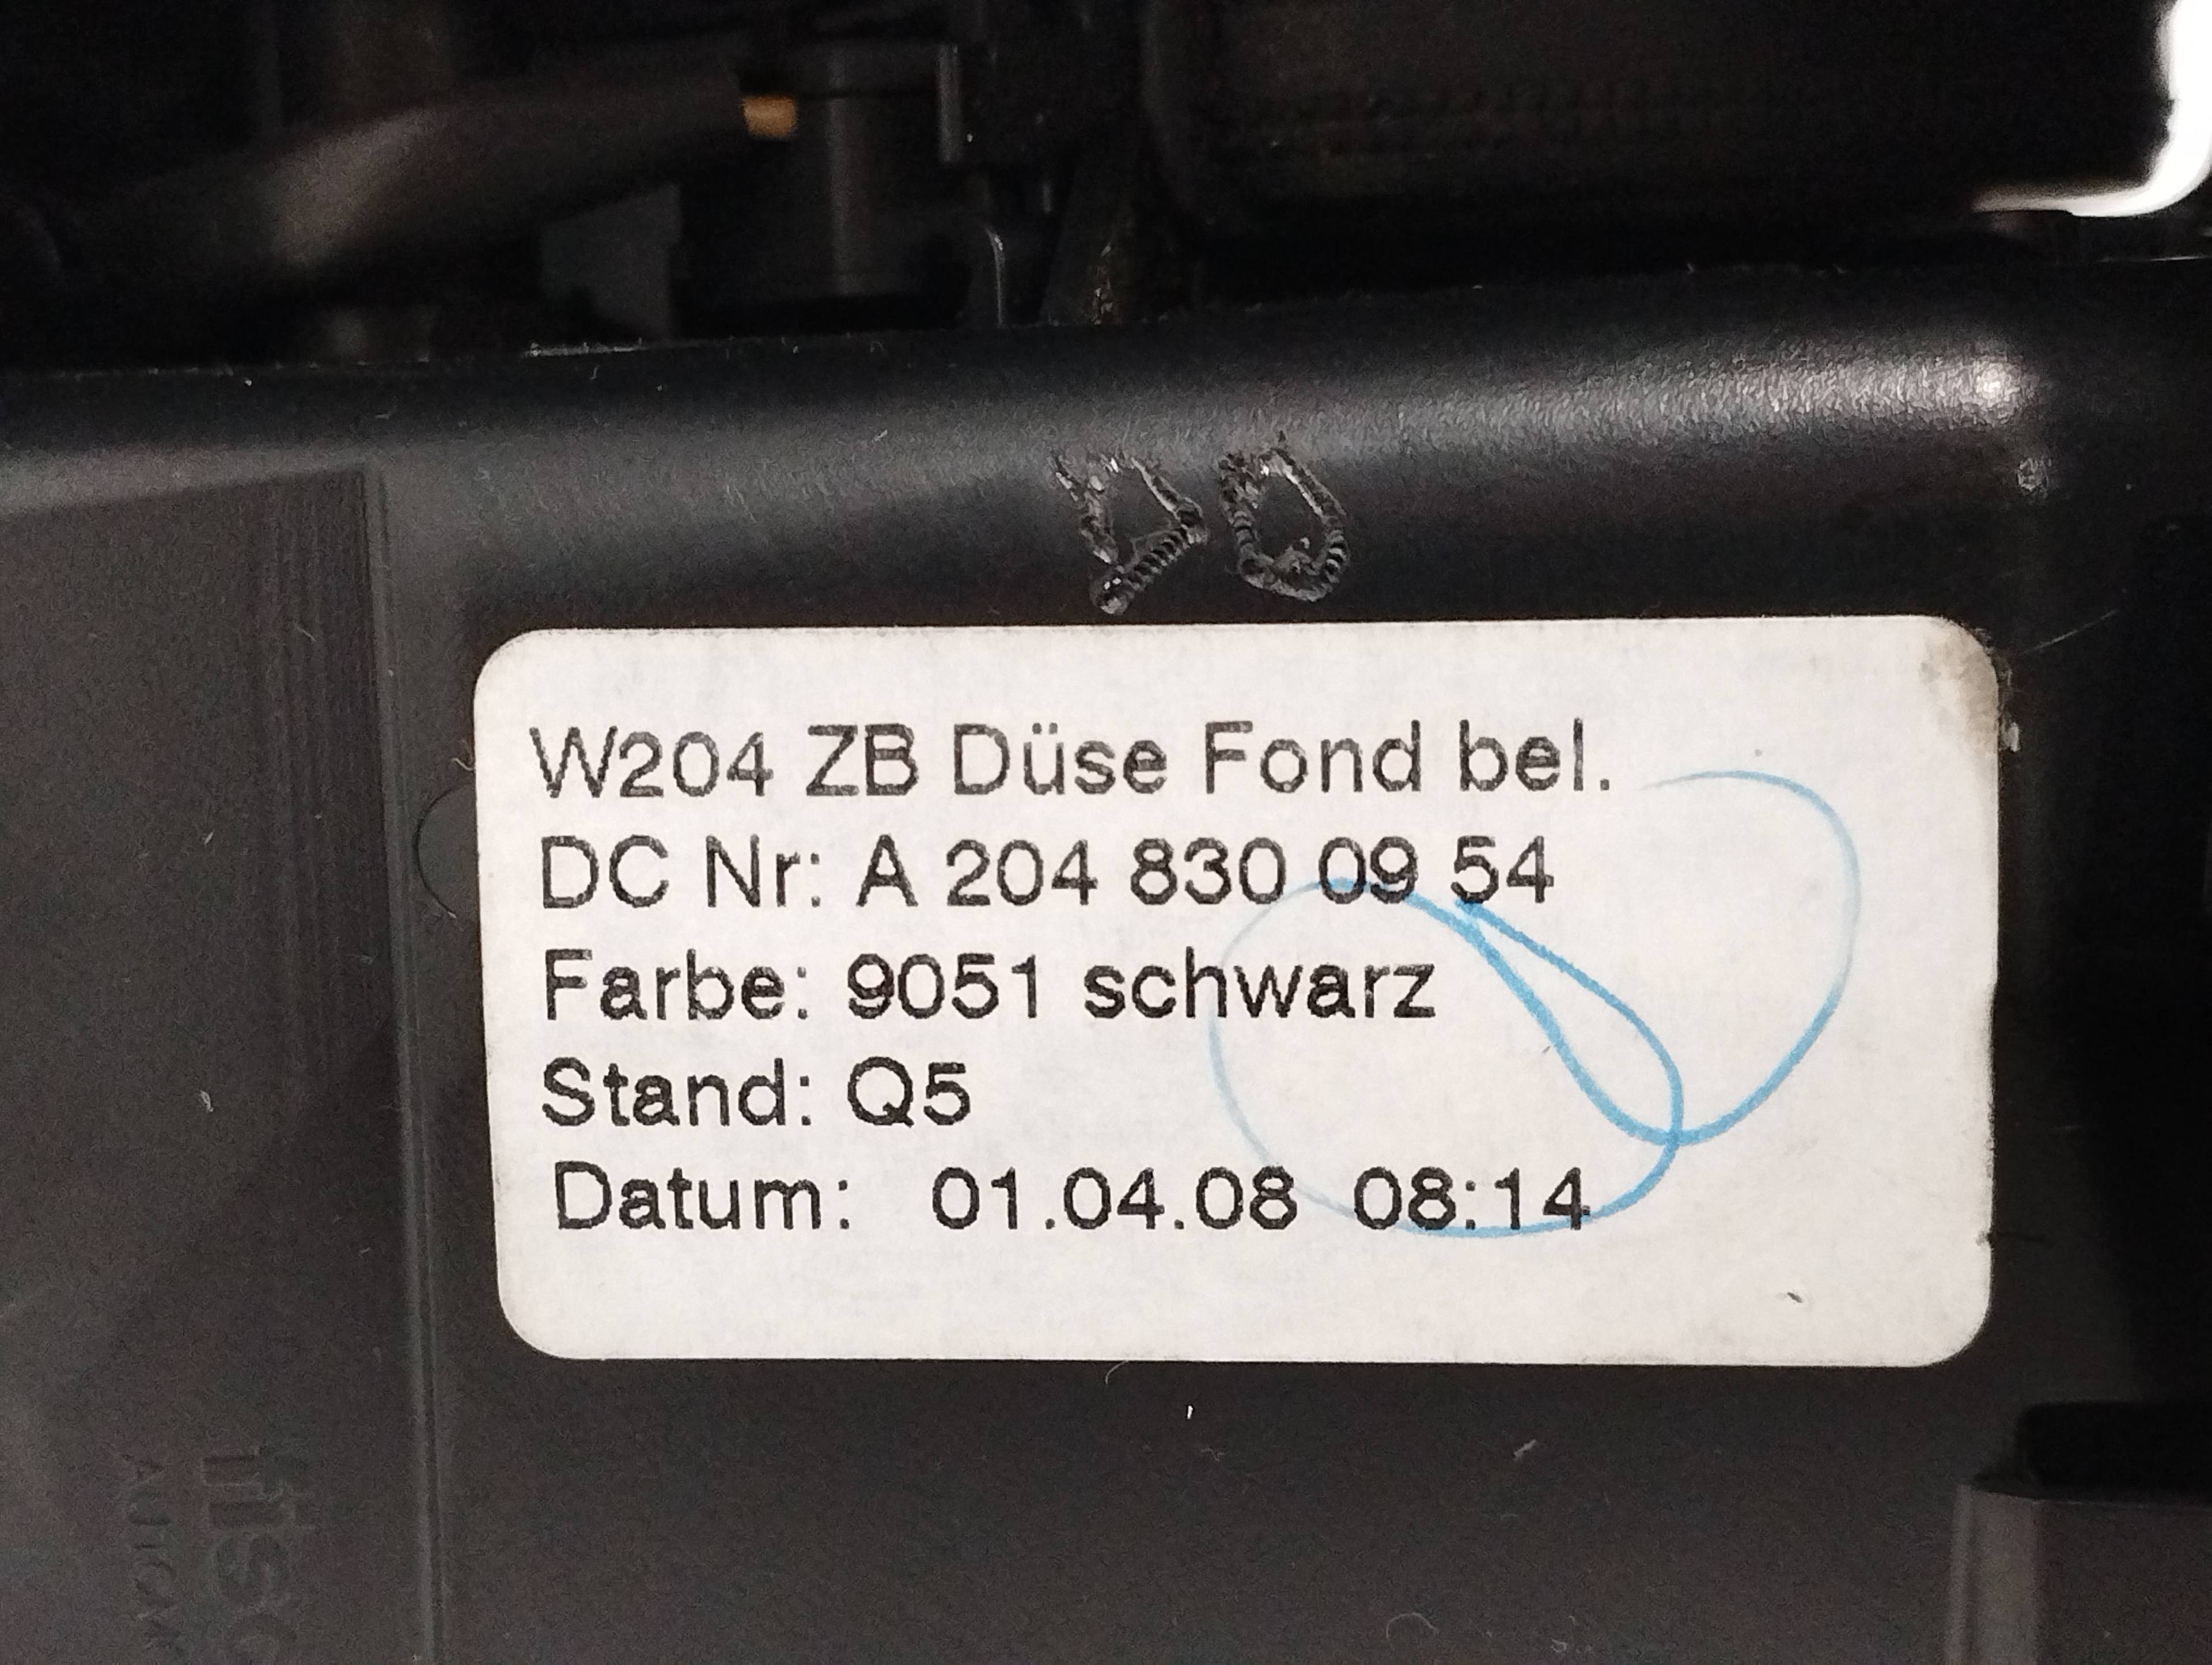 W204 ZB Düse Fond bel.
DC Nr: A 204 830 09 54
Farbe: 9051 schwarz
Stand: Q5
Datum: 01.04.08 08:14